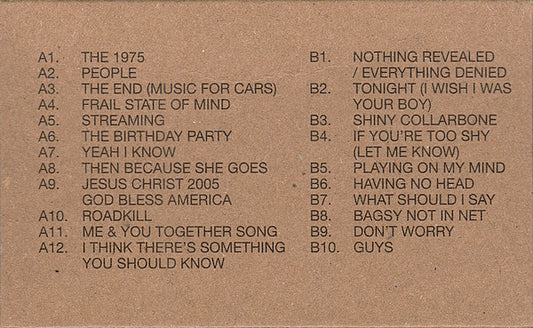 A1. THE 1975
A2. PEOPLE
A3. THE END (MUSIC FOR CARS)
A4. FRAIL STATE OF MIND
A5. STREAMING
A6. THE BIRTHDAY PARTY
A7. YEAH I KNOW
A8. THEN BECAUSE SHE GOES
A9. JESUS CHRIST 2005
GOD BLESS AMERICA
A10. ROADKILL
A11. ME & YOU TOGETHER SONG
A12. I THINK THERE'S SOMETHING
YOU SHOULD KNOW
B1. NOTHING REVEALED
/ EVERYTHING DENIED
B2. TONIGHT (I WISH I WAS
YOUR BOY)
B3. SHINY COLLARBONE
B4. IF YOU'RE TOO SHY
(LET ME KNOW)
B5. PLAYING ON MY MIND
B6. HAVING NO HEAD
B7. WHAT SHOULD I SAY
B8. BAGSY NOT IN NET
B9. DON'T WORRY
B10. GUYS